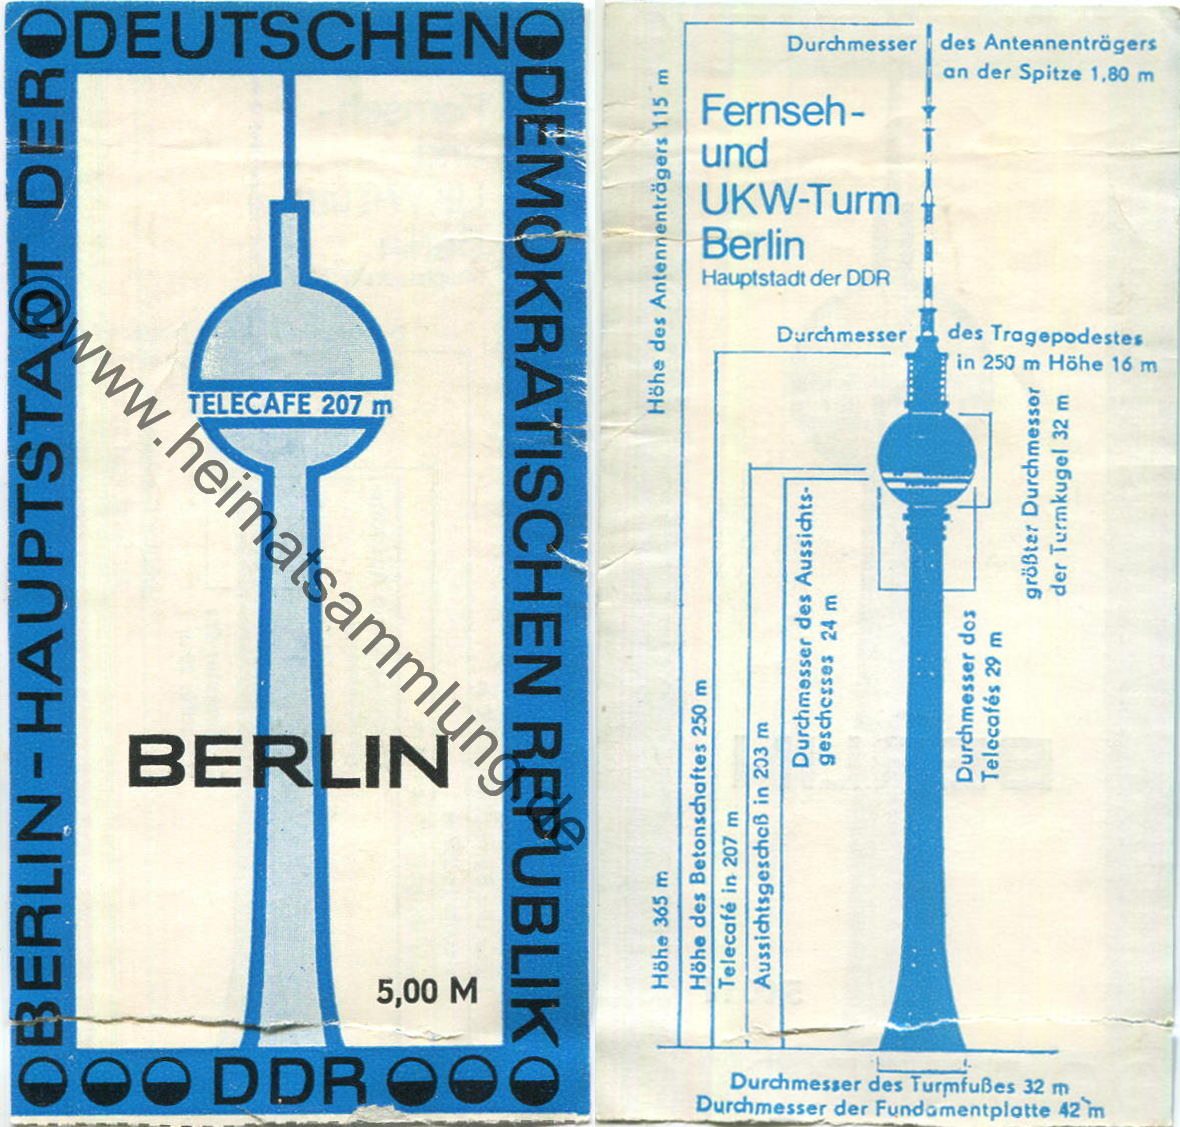 BERLIN-HAUPTSTADT DER
DEUTSCHEN
DEMOKRATISCHEN REPUBLIK
TELECAFE 207 m
BERLIN
5,00 M
DDR
© www.heimatsammlung.de
Durchmesser des Antennenträgers
an der Spitze 1,80 m
Fernseh-
und
UKW-Turm
Berlin
Hauptstadt der DDR
Höhe des Antennenträgers 115 m
Durchmesser des Tragepodestes
in 250 m Höhe 16 m
größter Durchmesser
der Turmkugel 32 m
Durchmesser des Aussichts-
geschosses 24 m
Durchmesser des
Telecafés 29 m
Höhe 365 m
Höhe des Betonschaftes 250 m
Telecafé in 207 m
Aussichtsgeschoß in 203 m
Durchmesser des Turmfußes 32 m
Durchmesser der Fundamentplatte 42 m